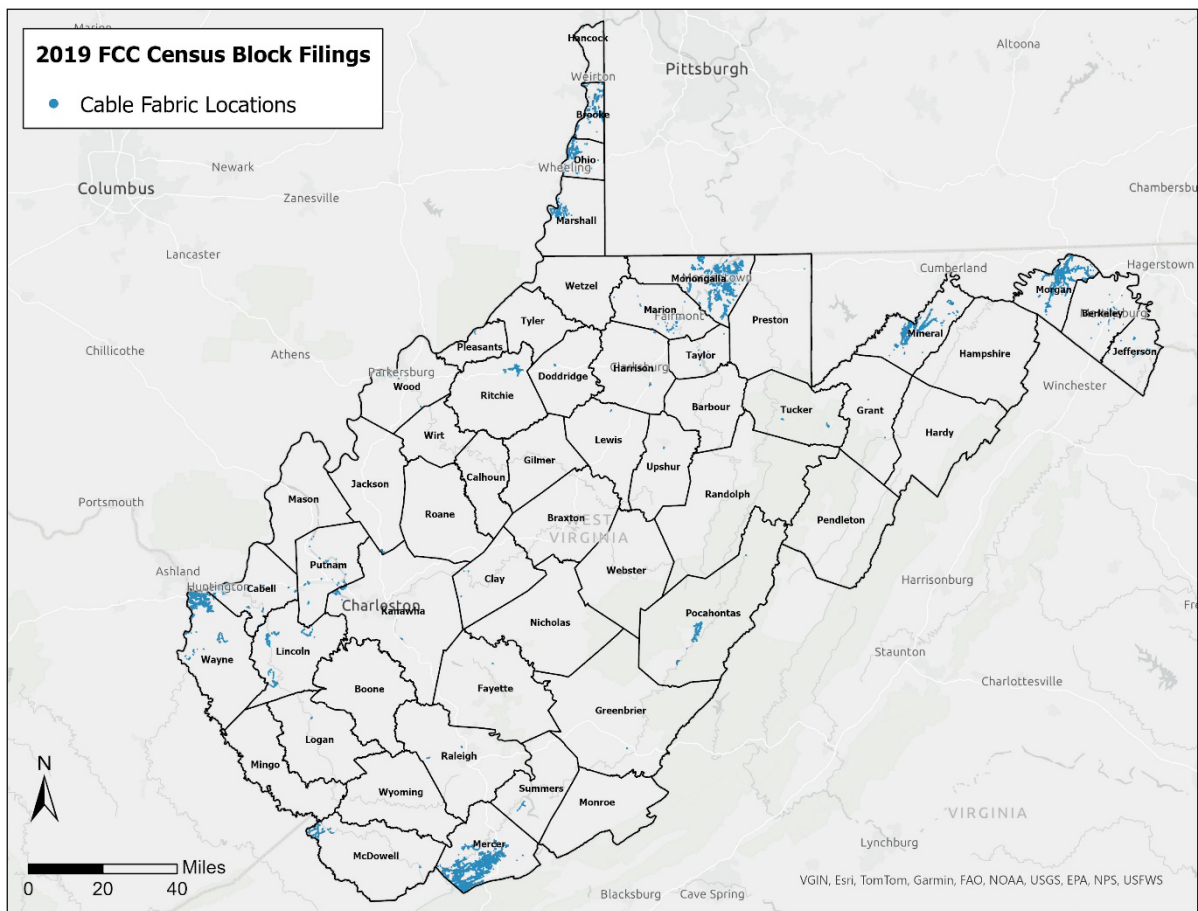 2019 FCC Census Block Filings
Cable Fabric Locations
Hancock
Altoona
Pittsburgh
Weirton
Brooke
Ohio
Wheeling
Newark
Columbus
Zanesville
Chambersbu
Marshall
Lancaster
Hagerstown
Cumberland
Monongalia
Wetzel
Morgan
Marion
Fairmont
Preston
Berkeley
Tyler
Mineral
Pleasants
Chillicothe
Athens
Taylor
Hampshire
Jefferson
Harrison
Doddridge
Parkersburg
Wood
Winchester
Ritchie
Barbour
Tucker
Grant
Wirt
Lewis
Hardy
Gilmer
Upshur
Calhoun
Jackson
Randolph
Mason
Portsmouth
Roane
Braxton
WEST
VIRGINIA
Pendleton
Putnam
Ashland
Webster
Clay
Harrisonburg
Huntington
Cabell
Charleston
Kanawha
Pocahontas
Fre
Nicholas
Lincoln
Staunton
Wayne
Charlottesville
Boone
Fayette
Greenbrier
Logan
Raleigh
Mingo
Summers
Wyoming
Monroe
N
VIRGINIA
Mercer
Lynchburg
McDowell
Miles
0 20 40
Blacksburg
Cave Spring
VGIN, Esri, TomTom, Garmin, FAO, NOAA, USGS, EPA, NPS, USFWS